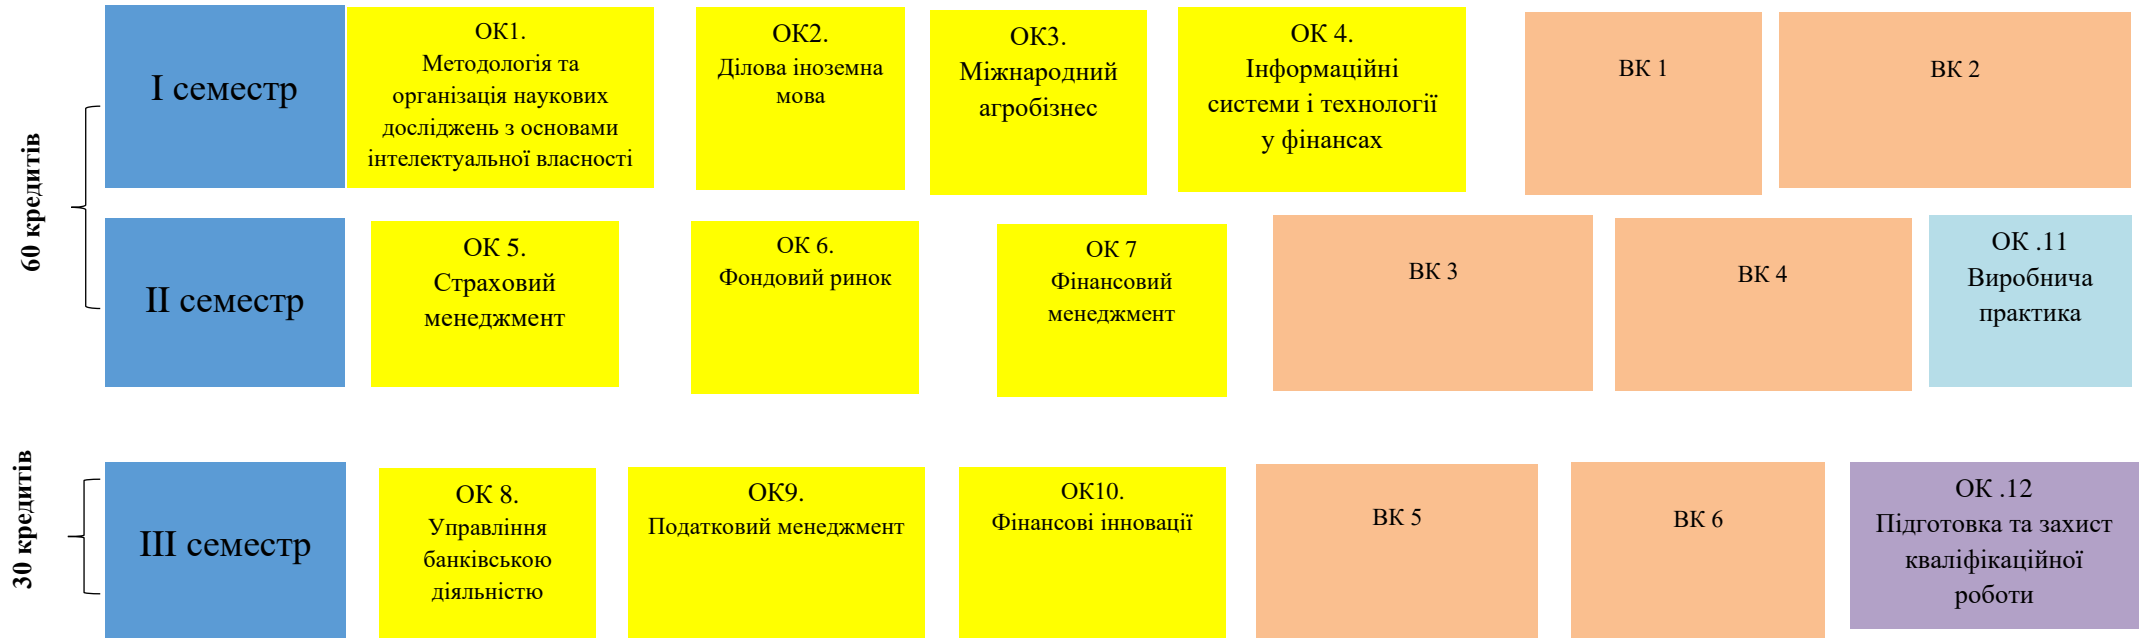 60 кредитів
I семестр
ОК1.
Методологія та
організація наукових
досліджень з основами
інтелектуальної власності
ОК2.
Ділова іноземна
мова
ОК3.
Міжнародний
агробізнес
ОК 4.
Інформаційні
системи і технології
у фінансах
ВК 1
ВК 2
II семестр
ОК 5.
Страховий
менеджмент
ОК 6.
Фондовий ринок
ОК 7
Фінансовий
менеджмент
ВК 3
ВК 4
ОК .11
Виробнича
практика
30 кредитів
III семестр
ОК 8.
Управління
банківською
діяльністю
ОК9.
Податковий менеджмент
ОК10.
Фінансові інновації
ВК 5
ВК 6
ОК .12
Підготовка та захист
кваліфікаційної
роботи